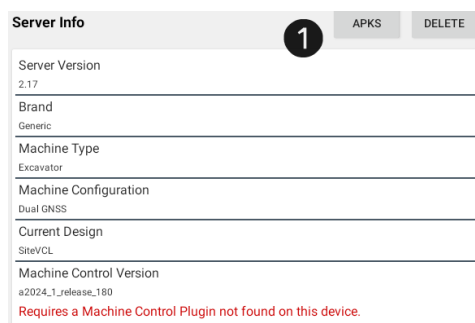 Server Info
1
APKS
DELETE
Server Version
2.17
Brand
Generic
Machine Type
Excavator
Machine Configuration
Dual GNSS
Current Design
SiteVCL
Machine Control Version
a2024_1_release_180
Requires a Machine Control Plugin not found on this device.